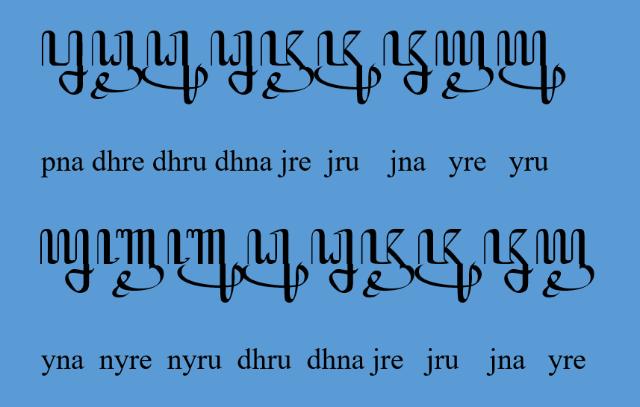 ꦥ꧀ꦤ ꦝꦽ ꦝꦿꦸ ꦝ꧀ꦤ ꦗꦽ ꦗꦿꦸ ꦗ꧀ꦤ ꦪꦽ ꦪꦿꦸ
pna dhre dhru dhna jre jru jna yre yru
ꦪ꧀ꦤ ꦚꦽ ꦚꦿꦸ ꦝꦿꦸ ꦝ꧀ꦤ ꦗꦽ ꦗꦿꦸ ꦗ꧀ꦤ ꦪꦽ
yna nyre nyru dhru dhna jre jru jna yre